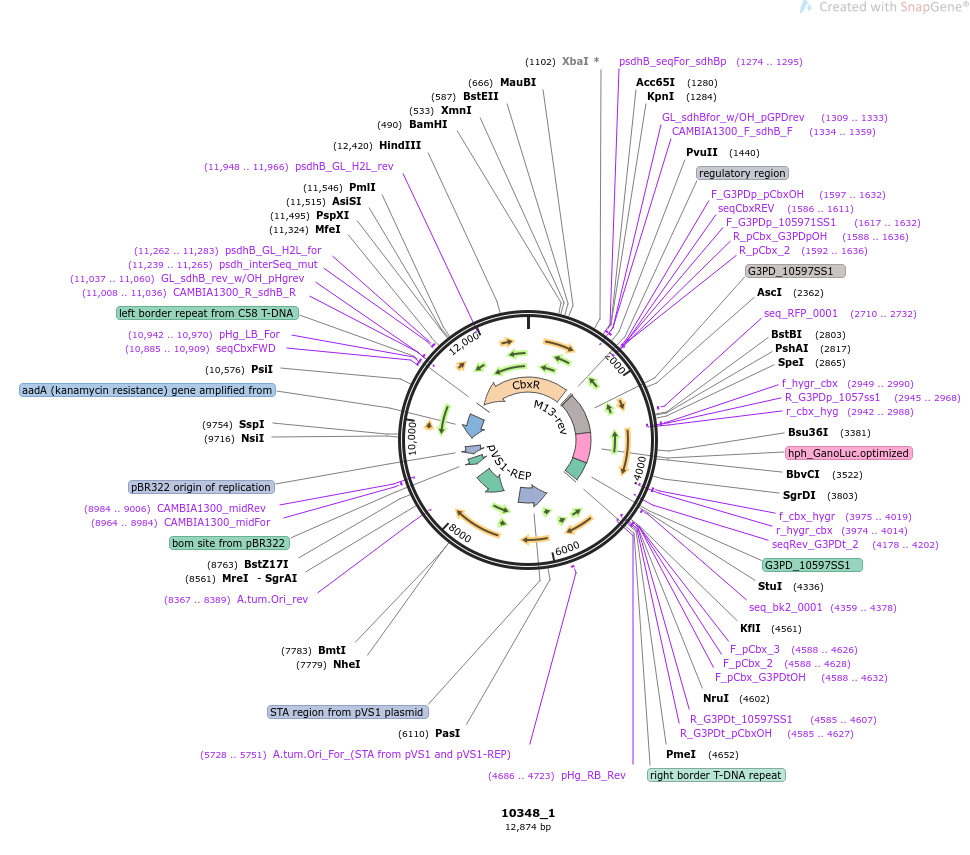 Created with SnapGene®
(1102) XbaI *
psdhB_seqFor_sdhBp (1274 .. 1295)
(666) MauBI
Acc65I (1280)
(587) BstEII
KpnI (1284)
(533) XmnI
GL_sdhBfor_w/OH_pGPDrev (1309 .. 1333)
(490) BamHI
CAMBIA1300_F_sdhB_F (1334 .. 1359)
(12,420) HindIII
PvuII (1440)
(11,948 .. 11,966) psdhB_GL_H2L_rev
regulatory region
(11,546) PmlI
F_G3PDp_pCbxOH (1597 .. 1632)
(11,515) AsiSI
seqCbxREV (1586 .. 1611)
(11,495) PspXI
F_G3PDp_105971SS1 (1617 .. 1632)
(11,324) MfeI
R_pCbx_G3PDpOH (1588 .. 1636)
(11,262 .. 11,283) psdhB_GL_H2L_for
R_pCbx_2 (1592 .. 1636)
(11,239 .. 11,265) psdh_interSeq_mut
G3PD_10597SS1
(11,037 .. 11,060) GL_sdhB_rev_w/OH_pHgrev
AscI (2362)
(11,008 .. 11,036) CAMBIA1300_R_sdhB_R
left border repeat from C58 T-DNA
seq_RFP_0001 (2710 .. 2732)
(10,942 .. 10,970) pHg_LB_For
BstBI (2803)
(10,885 .. 10,909) seqCbxFWD
PshAI (2817)
SpeI (2865)
(10,576) PsiI
f_hygr_cbx (2949 .. 2990)
aadA (kanamycin resistance) gene amplified from
R_G3PDp_1057ss1 (2945 .. 2968)
r_cbx_hyg (2942 .. 2988)
(9754) SspI
Bsu36I (3381)
(9716) NsiI
hph_GanoLuc.optimized
BbvCI (3522)
pBR322 origin of replication
SgrDI (3803)
(8984 .. 9006) CAMBIA1300_midRev
f_cbx_hygr (3975 .. 4019)
(8964 .. 8984) CAMBIA1300_midFor
r_hygr_cbx (3974 .. 4014)
bom site from pBR322
seqRev_G3PDt_2 (4178 .. 4202)
(8763) BstZ17I
G3PD_10597SS1
(8561) MreI - SgrAI
StuI (4336)
(8367 .. 8389) A.tum.Ori_rev
seq_bk2_0001 (4359 .. 4378)
KflI (4561)
(7783) BmtI
F_pCbx_3 (4588 .. 4626)
(7779) NheI
F_pCbx_2 (4588 .. 4628)
F_pCbx_G3PDtOH (4588 .. 4632)
NruI (4602)
STA region from pVS1 plasmid
R_G3PDt_10597SS1 (4585 .. 4607)
(6110) PasI
R_G3PDt_pCbxOH (4585 .. 4627)
(5728 .. 5751) A.tum.Ori_For_(STA from pVS1 and pVS1-REP)
PmeI (4652)
(4686 .. 4723) pHg_RB_Rev
right border T-DNA repeat
2000
4000
6000
8000
10,000
12,000
CbxR
M13-rev
pVS1-REP
10348_1
12,874 bp